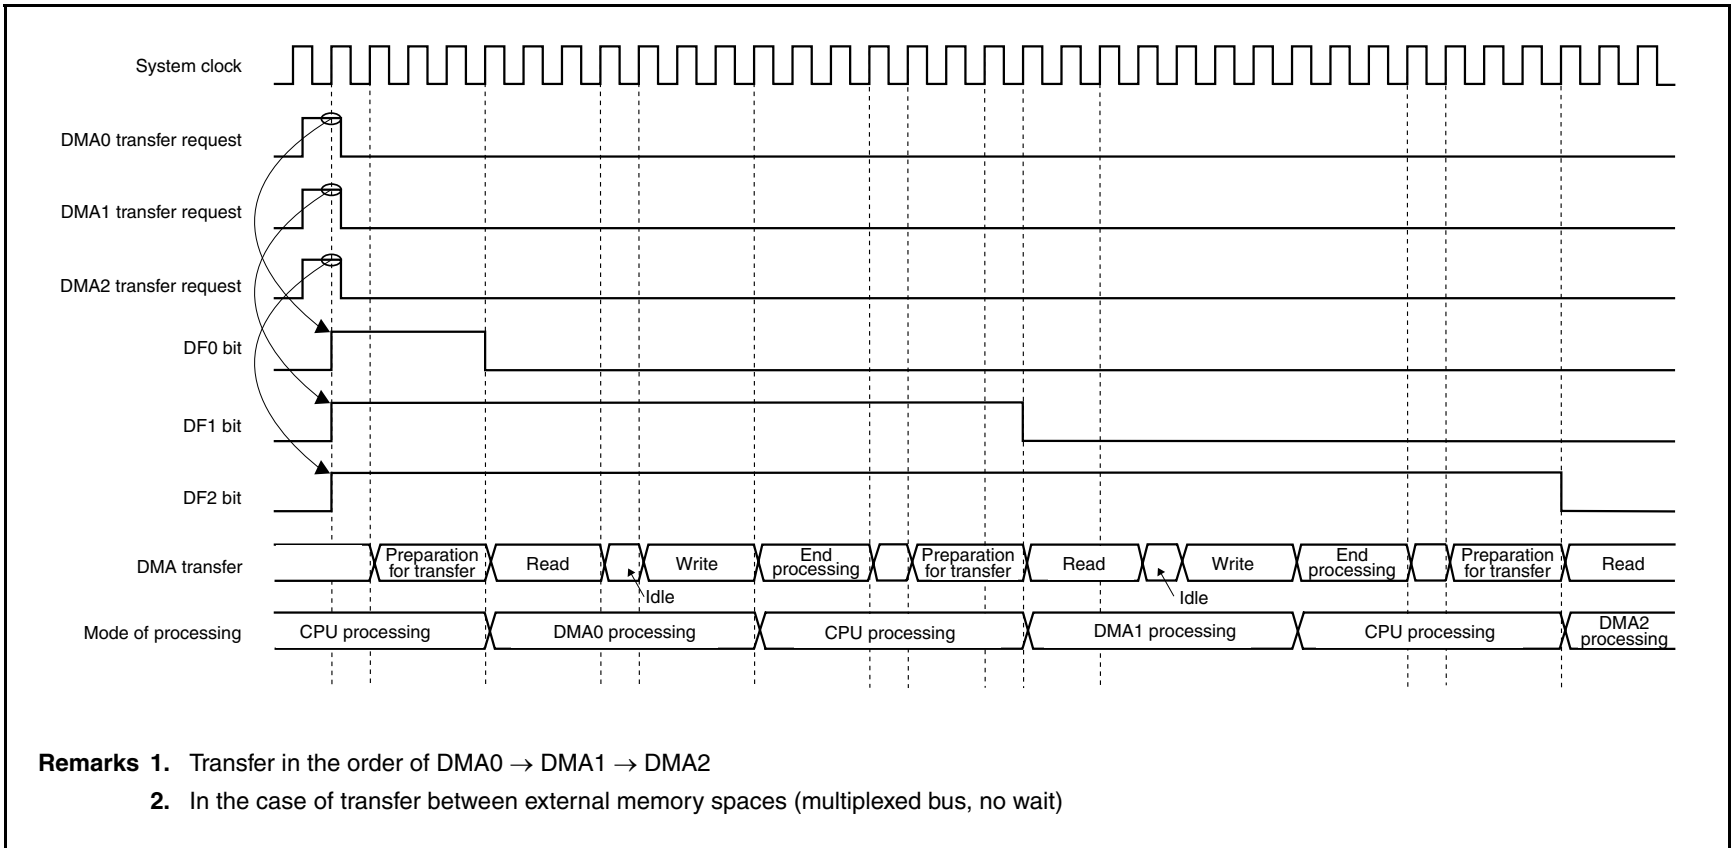 System clock
DMA0 transfer request
DMA1 transfer request
DMA2 transfer request
DF0 bit
DF1 bit
DF2 bit
DMA transfer
Preparation
for transfer
Read
Write
End
processing
Preparation
for transfer
Read
Write
End
processing
Preparation
for transfer
Read
Idle
Idle
Mode of processing
CPU processing
DMA0 processing
CPU processing
DMA1 processing
CPU processing
DMA2
processing
Remarks 1. Transfer in the order of DMA0 → DMA1 → DMA2
2. In the case of transfer between external memory spaces (multiplexed bus, no wait)